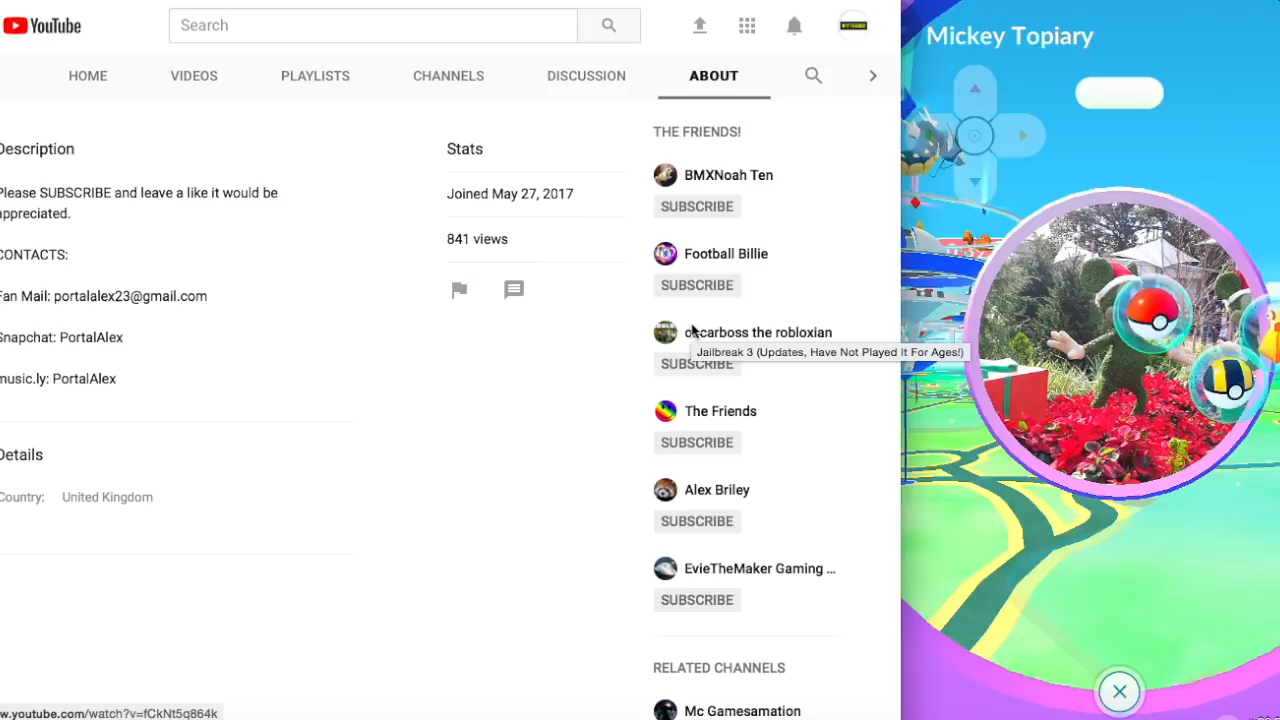 YouTube
Search
HOME VIDEOS PLAYLISTS CHANNELS DISCUSSION ABOUT
Description
Please SUBSCRIBE and leave a like it would be
appreciated.
CONTACTS:
Fan Mail: portalalex23@gmail.com
Snapchat: PortalAlex
music.ly: PortalAlex
Details
Country: United Kingdom
Stats
Joined May 27, 2017
841 views
THE FRIENDS!
BMXNoah Ten
SUBSCRIBE
Football Billie
SUBSCRIBE
oscarboss the robloxian
Jailbreak 3 (Updates, Have Not Played It For Ages!)
SUBSCRIBE
The Friends
SUBSCRIBE
Alex Briley
SUBSCRIBE
EvieTheMaker Gaming ...
SUBSCRIBE
RELATED CHANNELS
Mc Gamesamation
w.youtube.com/watch?v=fCkNt5q864k
Mickey Topiary